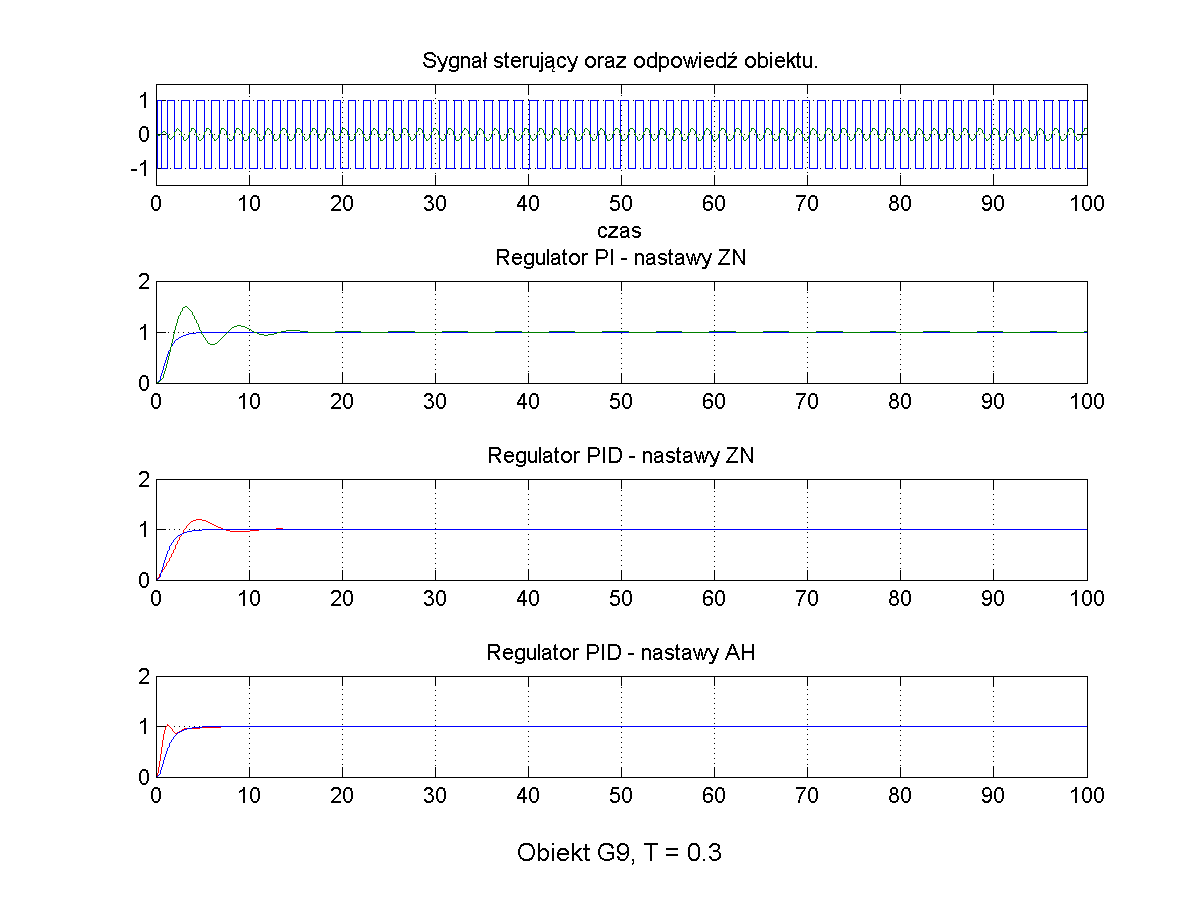 Sygnał sterujący oraz odpowiedź obiektu.
1
0
-1
0 10 20 30 40 50 60 70 80 90 100
czas
Regulator PI - nastawy ZN
2
1
0
0 10 20 30 40 50 60 70 80 90 100
Regulator PID - nastawy ZN
2
1
0
0 10 20 30 40 50 60 70 80 90 100
Regulator PID - nastawy AH
2
1
0
0 10 20 30 40 50 60 70 80 90 100
Obiekt G9, T = 0.3